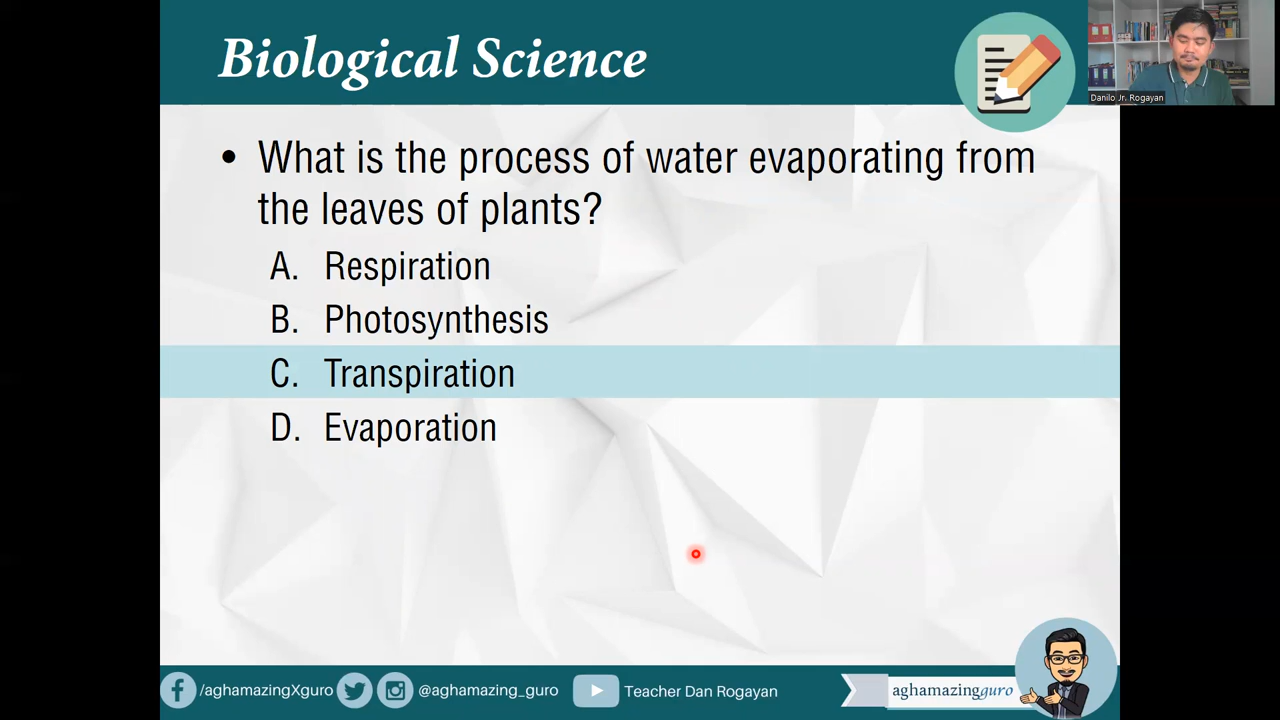 Biological Science
Danilo Jr. Rogayan
• What is the process of water evaporating from
the leaves of plants?
A. Respiration
B. Photosynthesis
C. Transpiration
D. Evaporation
/aghamazingXguro
@aghamazing_guro
Teacher Dan Rogayan
aghamazingguro